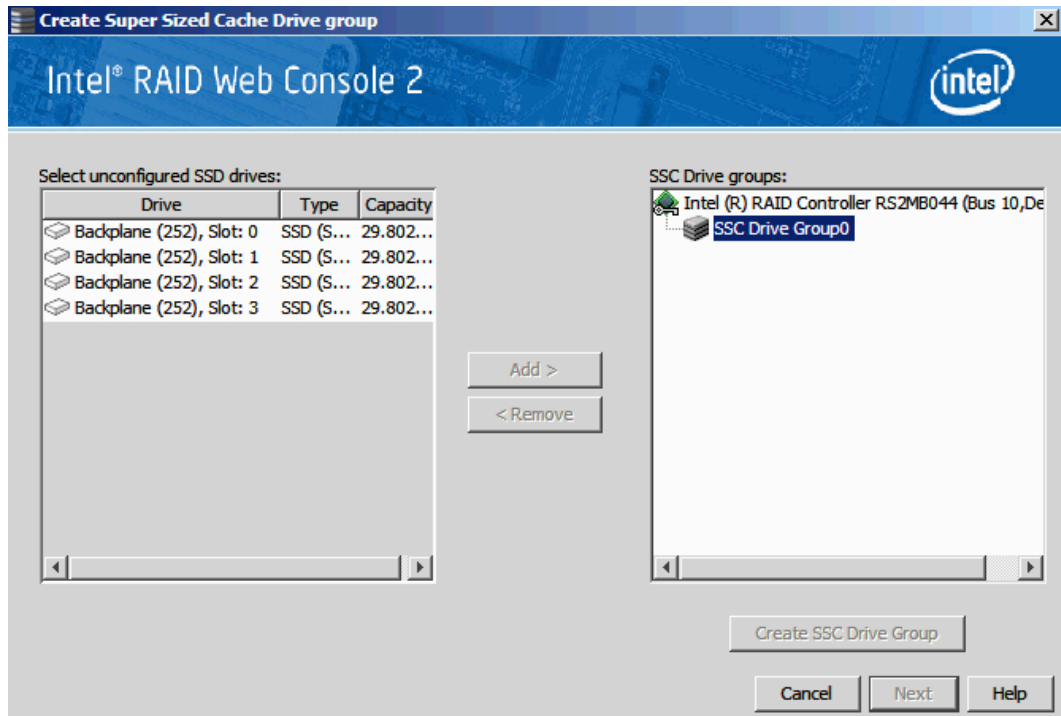 Create Super Sized Cache Drive group
Intel® RAID Web Console 2
intel
Select unconfigured SSD drives:
Drive Type Capacity
Backplane (252), Slot: 0 SSD (S... 29.802...
Backplane (252), Slot: 1 SSD (S... 29.802...
Backplane (252), Slot: 2 SSD (S... 29.802...
Backplane (252), Slot: 3 SSD (S... 29.802...
Add >
< Remove
SSC Drive groups:
Intel (R) RAID Controller RS2MB044 (Bus 10,De
SSC Drive Group0
Create SSC Drive Group
Cancel Next Help